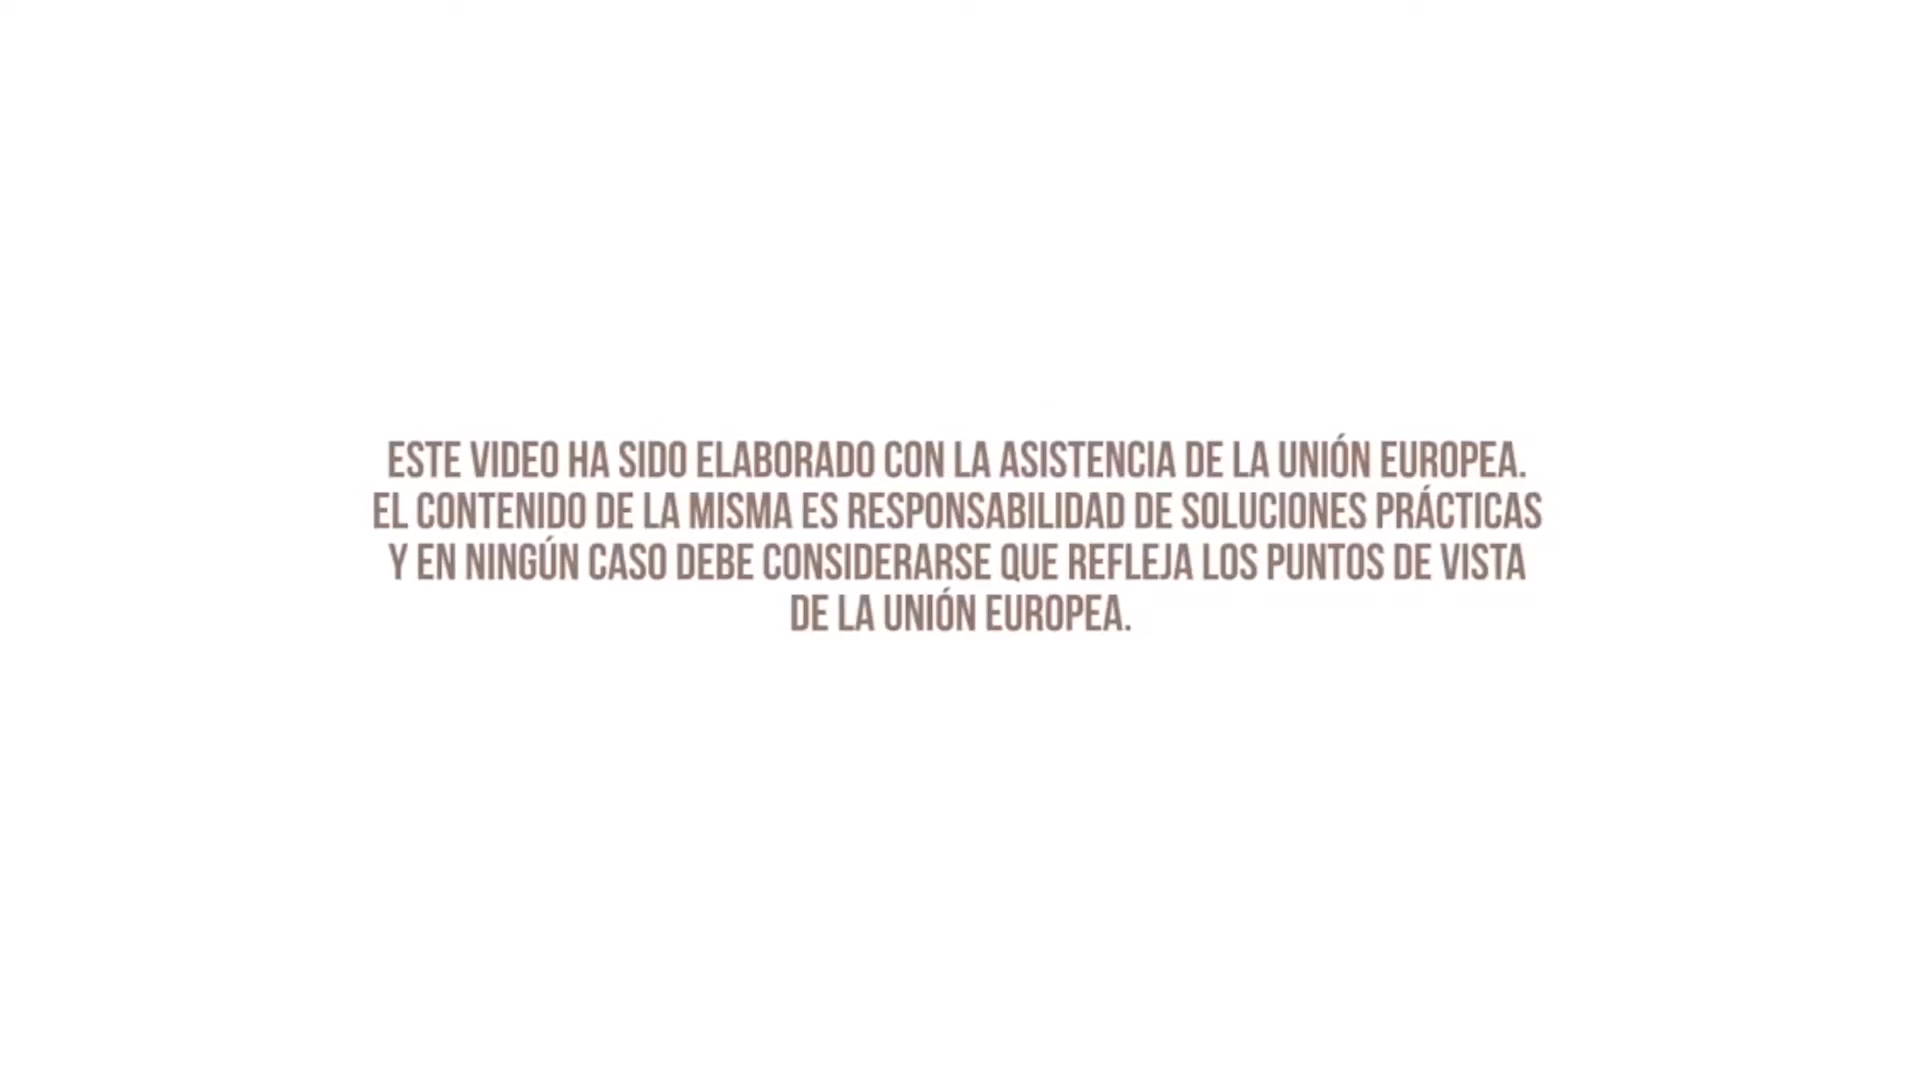 ESTE VIDEO HA SIDO ELABORADO CON LA ASISTENCIA DE LA UNIÓN EUROPEA.
EL CONTENIDO DE LA MISMA ES RESPONSABILIDAD DE SOLUCIONES PRÁCTICAS
Y EN NINGÚN CASO DEBE CONSIDERARSE QUE REFLEJA LOS PUNTOS DE VISTA
DE LA UNIÓN EUROPEA.